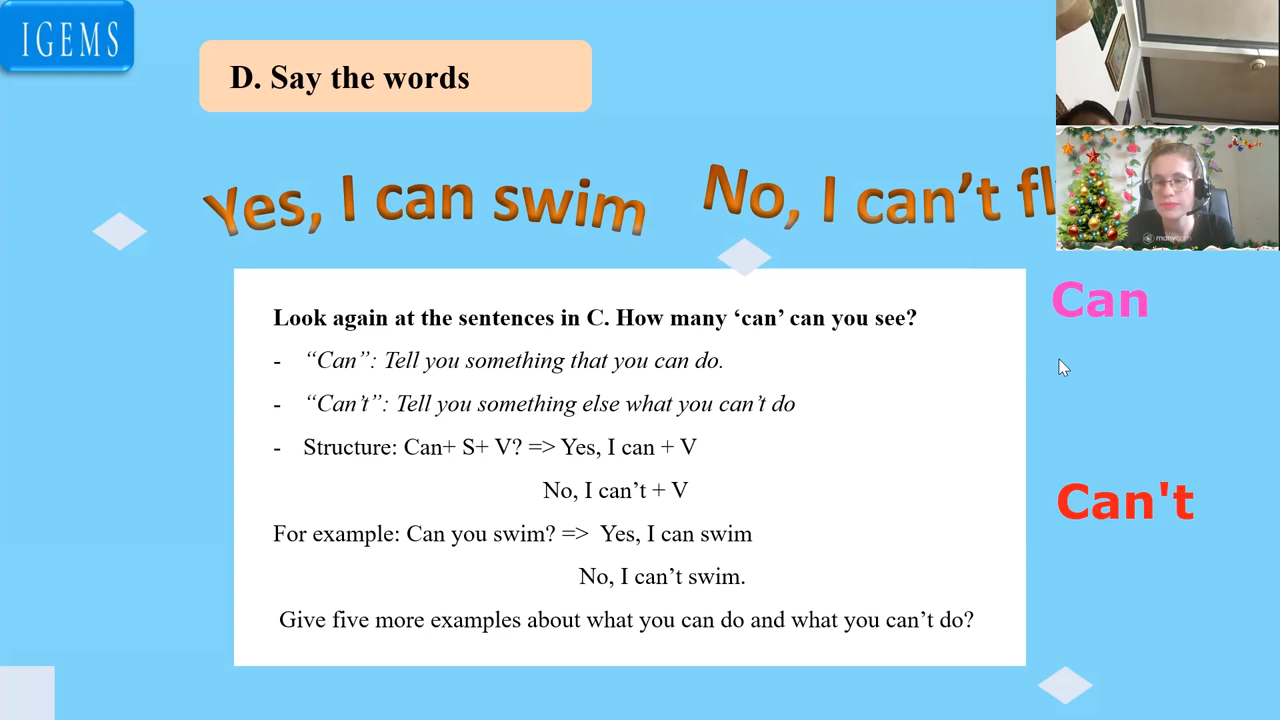 IGEMS
D. Say the words
Yes, I can swim
No, I can’t fl
Look again at the sentences in C. How many ‘can’ can you see?
- “Can”: Tell you something that you can do.
- “Can’t”: Tell you something else what you can’t do
- Structure: Can+ S+ V? => Yes, I can + V
No, I can’t + V
For example: Can you swim? => Yes, I can swim
No, I can’t swim.
Give five more examples about what you can do and what you can’t do?
Can
Can't